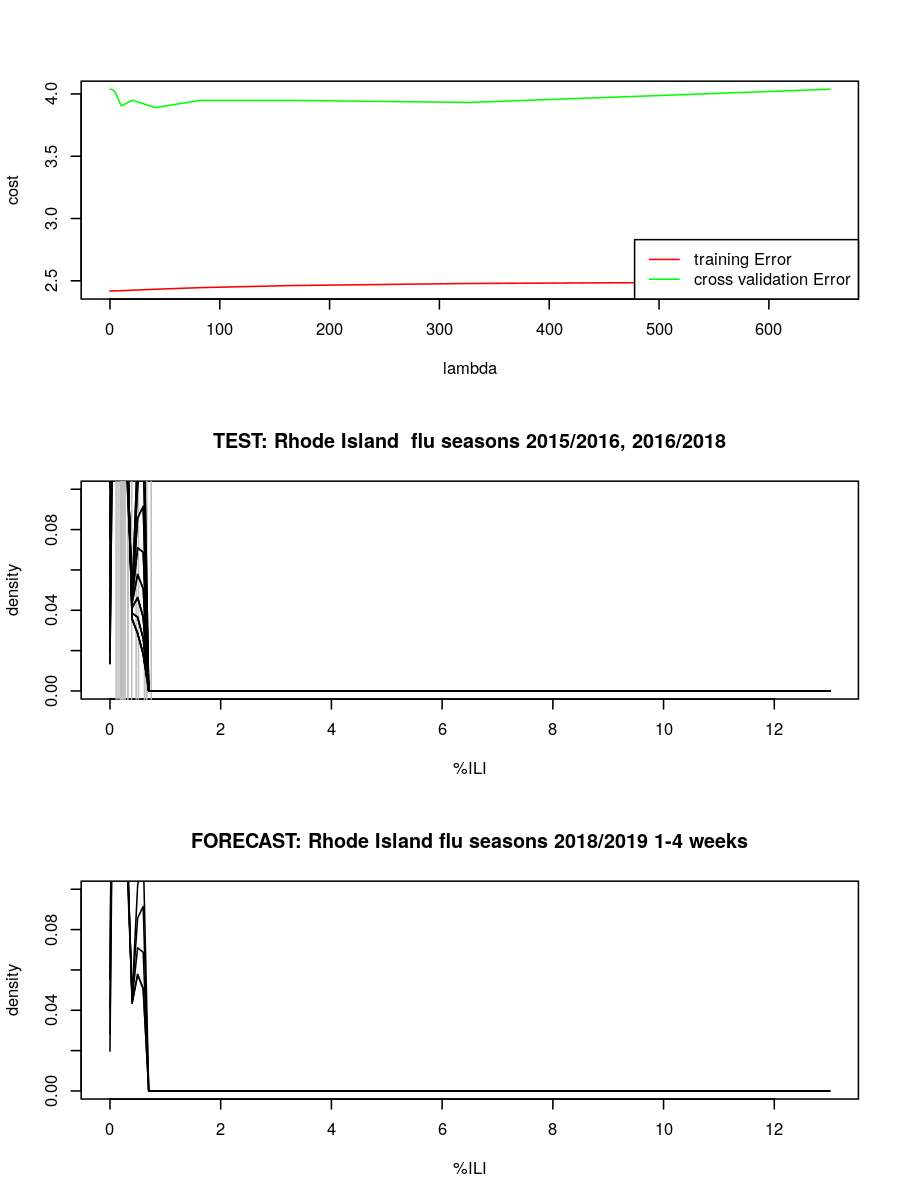 4.0
3.5
3.0
2.5
cost
training Error
cross validation Error
0 100 200 300 400 500 600
lambda
TEST: Rhode Island  flu seasons 2015/2016, 2016/2018
0.08
0.04
0.00
density
0 2 4 6 8 10 12
%ILI
FORECAST: Rhode Island flu seasons 2018/2019 1-4 weeks
0.08
0.04
0.00
density
0 2 4 6 8 10 12
%ILI